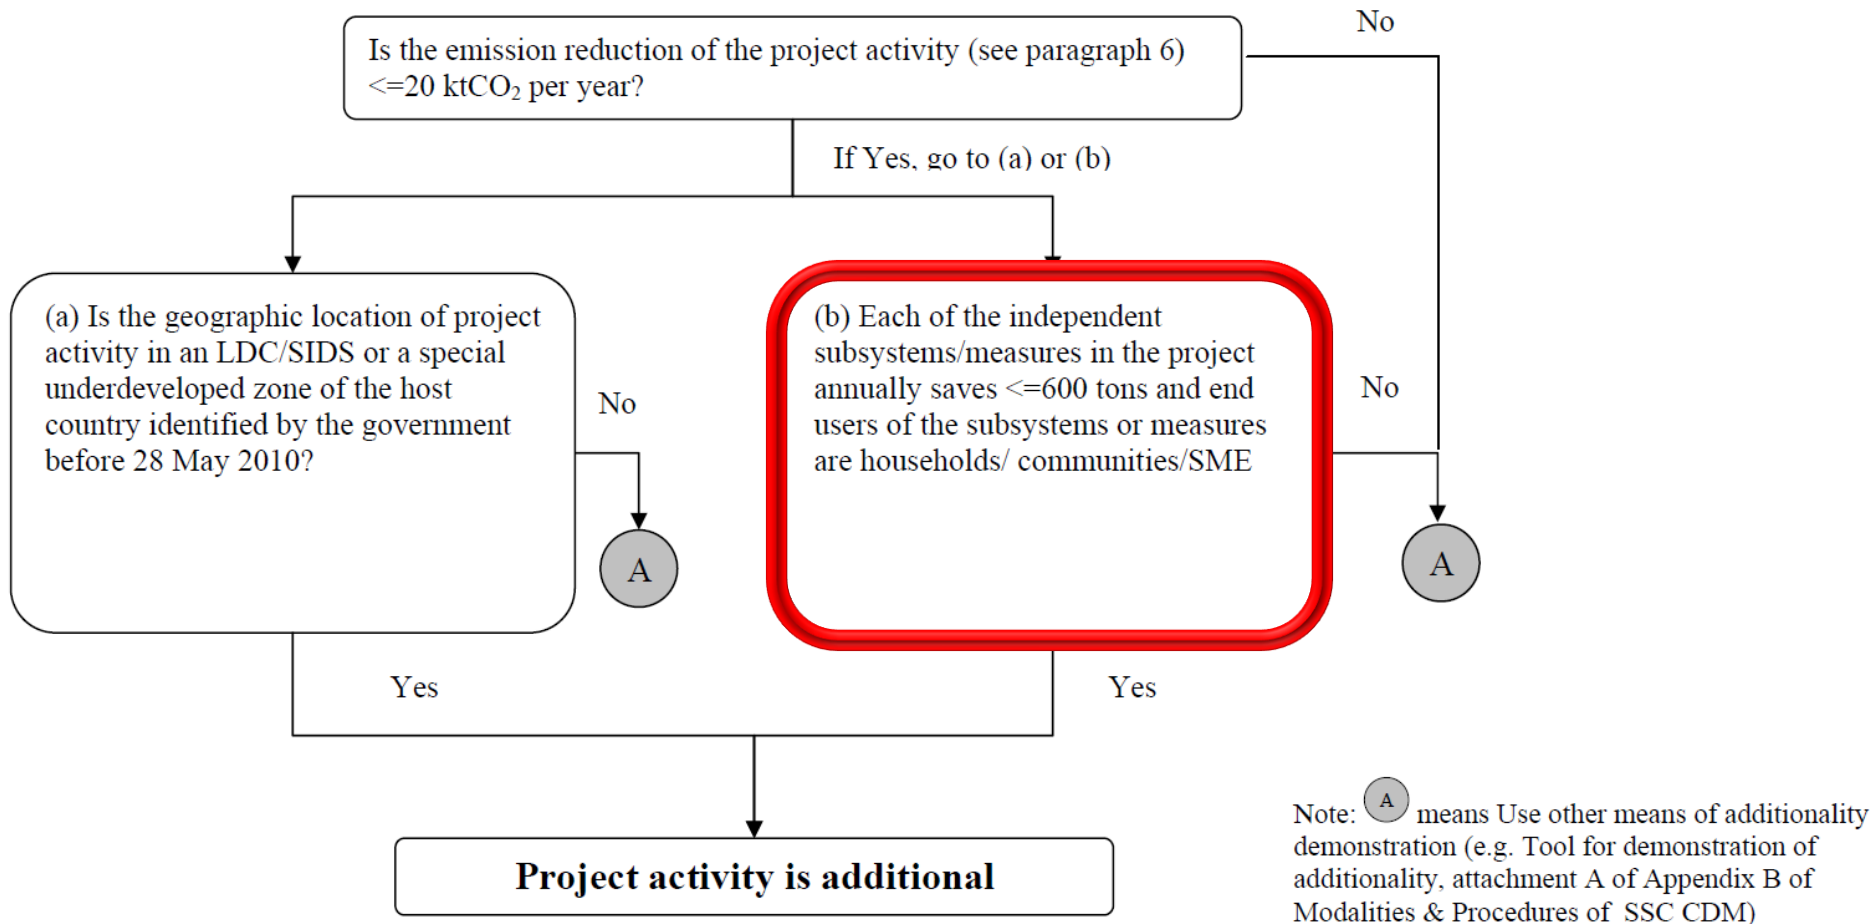 Is the emission reduction of the project activity (see paragraph 6)
<=20 ktCO₂ per year?
No
If Yes, go to (a) or (b)
(a) Is the geographic location of project
activity in an LDC/SIDS or a special
underdeveloped zone of the host
country identified by the government
before 28 May 2010?
No
A
(b) Each of the independent
subsystems/measures in the project
annually saves <=600 tons and end
users of the subsystems or measures
are households/ communities/SME
No
A
Yes
Yes
Project activity is additional
Note: A means Use other means of additionality
demonstration (e.g. Tool for demonstration of
additionality, attachment A of Appendix B of
Modalities & Procedures of SSC CDM)